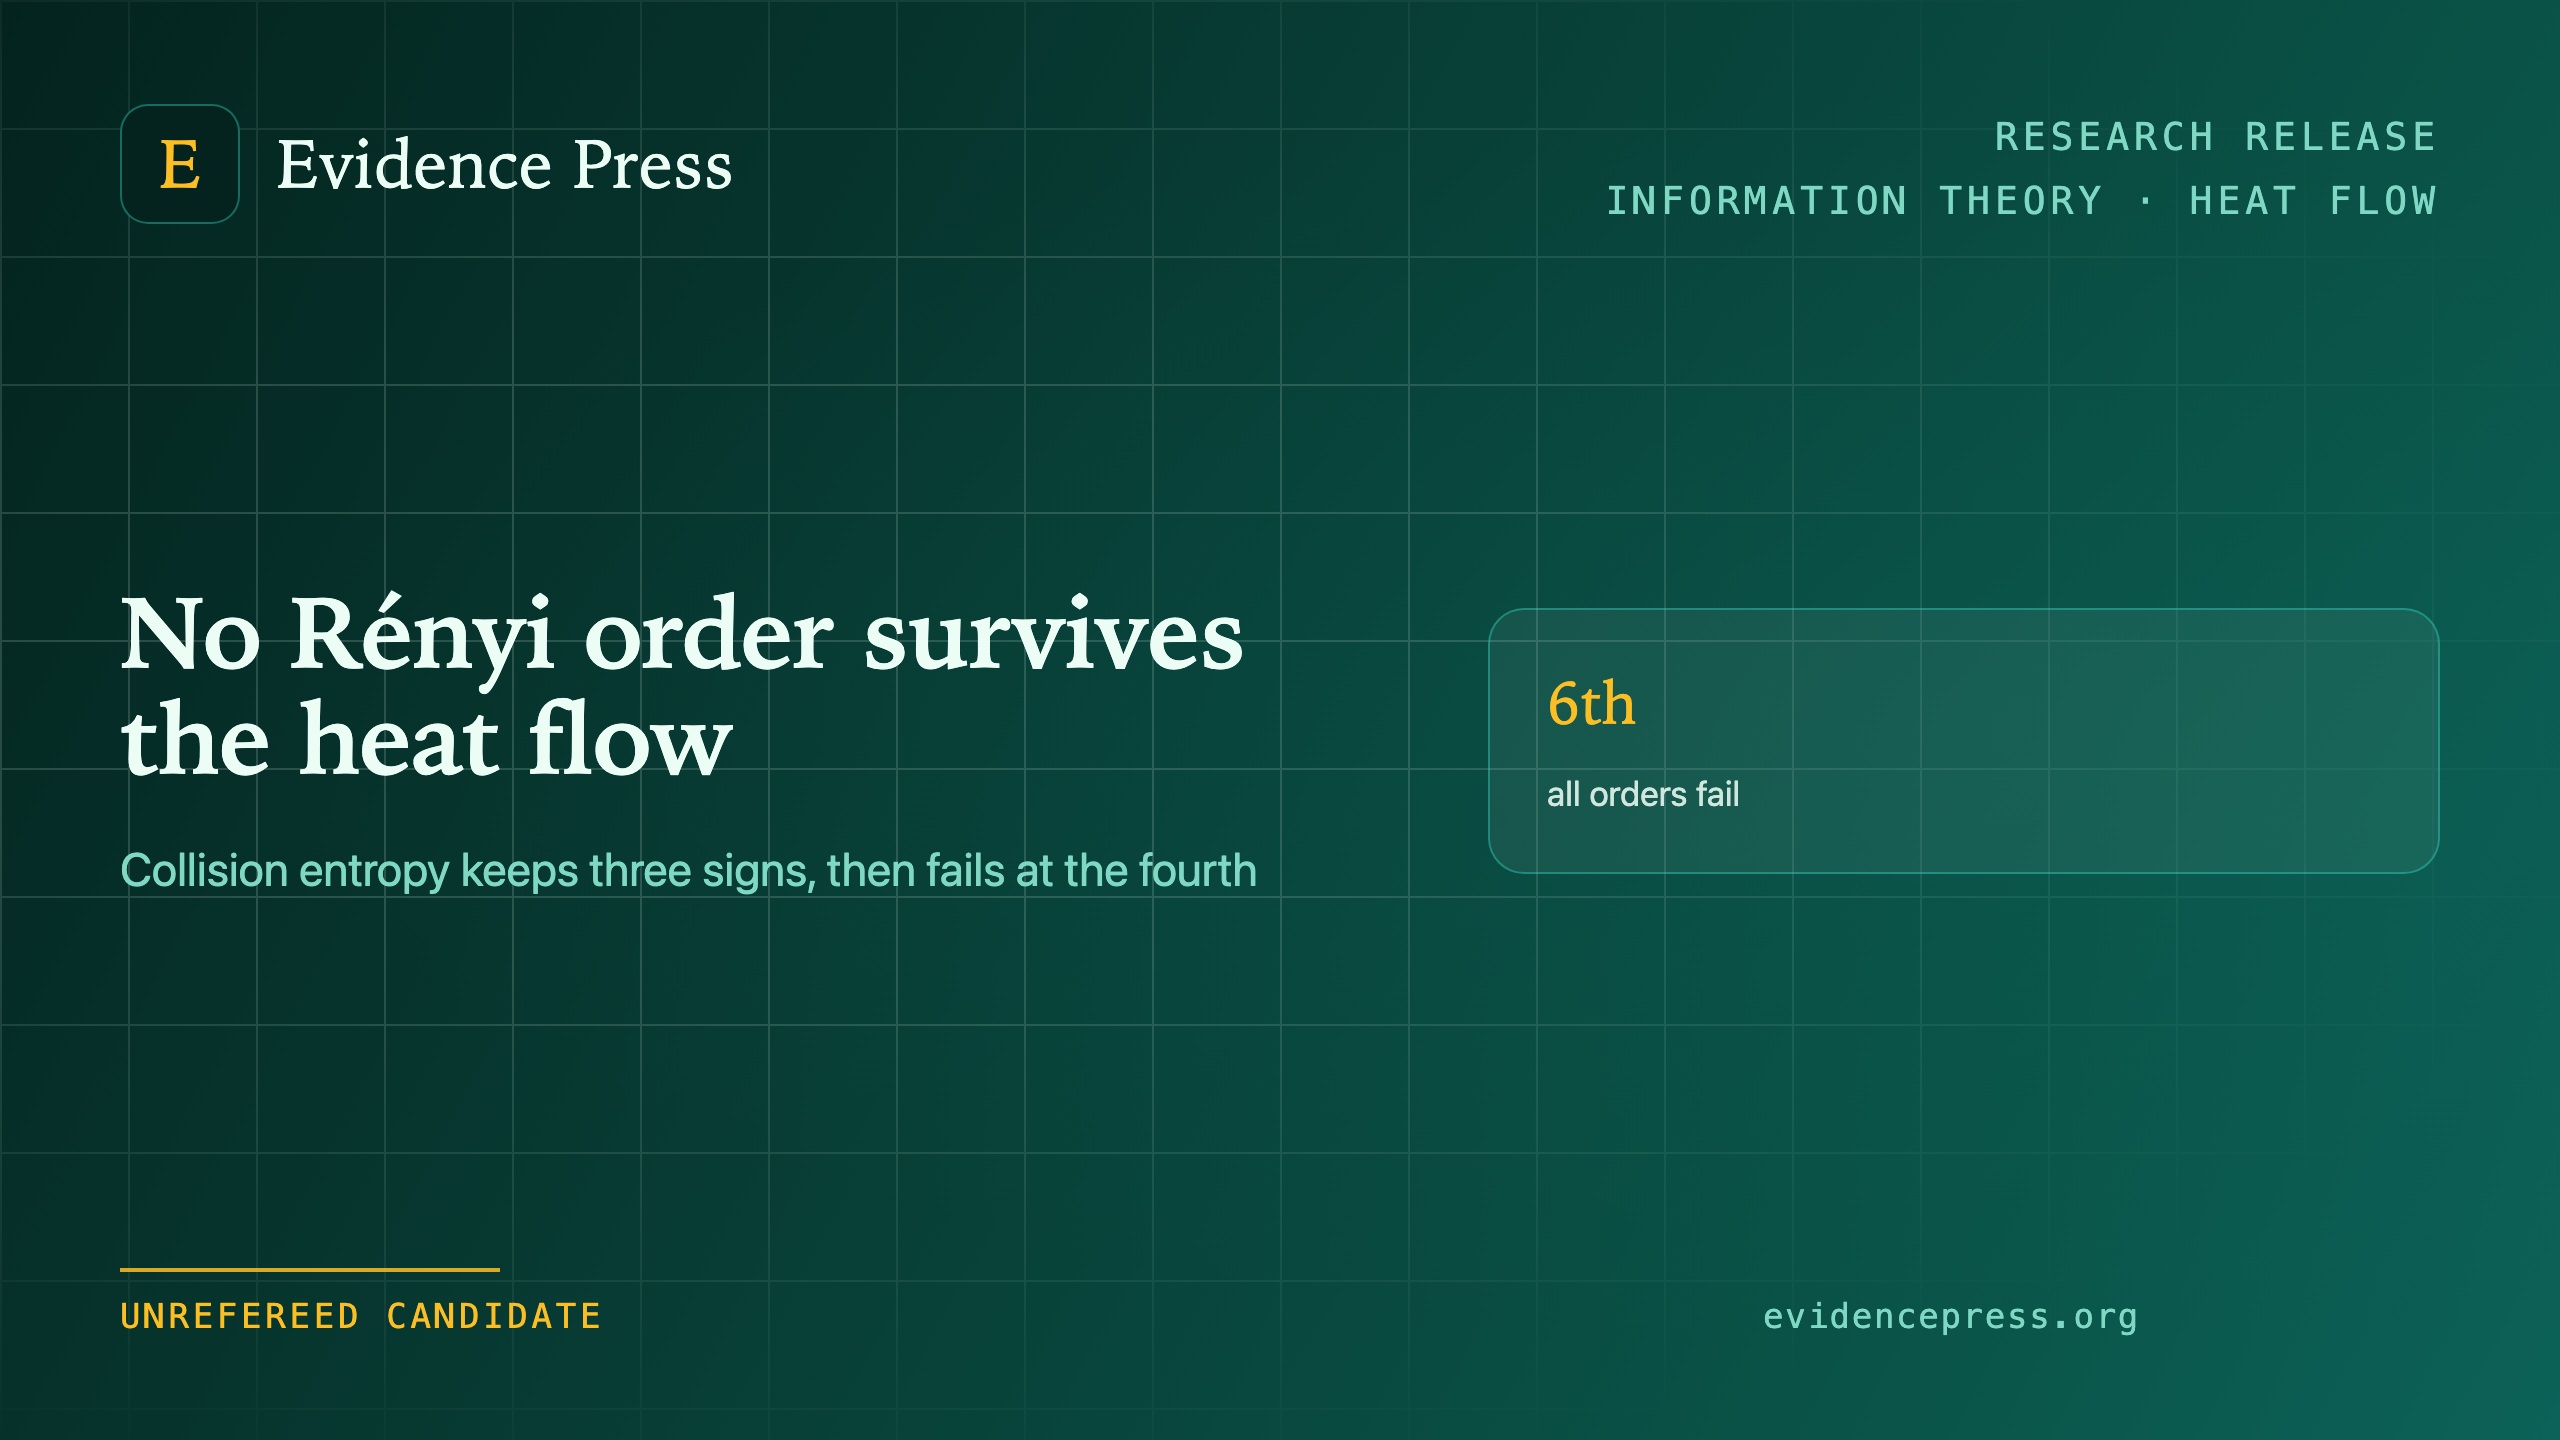 E
Evidence Press
RESEARCH RELEASE
INFORMATION THEORY · HEAT FLOW
No Rényi order survives
the heat flow
Collision entropy keeps three signs, then fails at the fourth
6th
all orders fail
UNREFEREED CANDIDATE
evidencepress.org